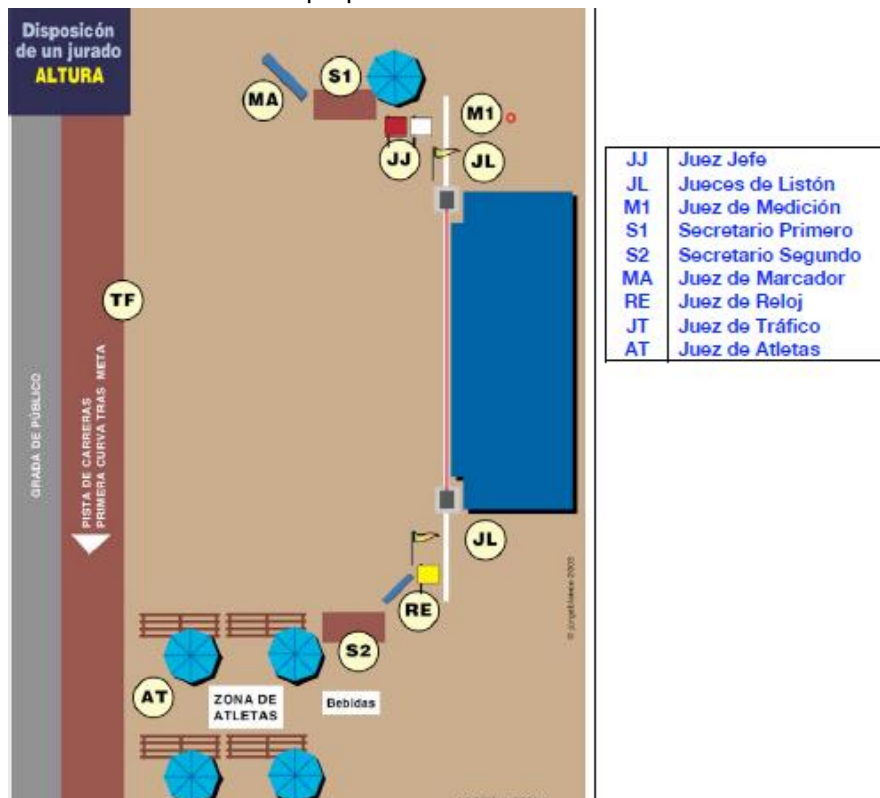 Disposicón
de un jurado
ALTURA
S1
MA
M1
JJ
JL
TF
GRADA DE PÚBLICO
PISTA DE CARRERAS
PRIMERA CURVA TRAS META
JL
RE
S2
AT
ZONA DE
ATLETAS
Bebidas
JJ Juez Jefe
JL Jueces de Listón
M1 Juez de Medición
S1 Secretario Primero
S2 Secretario Segundo
MA Juez de Marcador
RE Juez de Reloj
JT Juez de Tráfico
AT Juez de Atletas